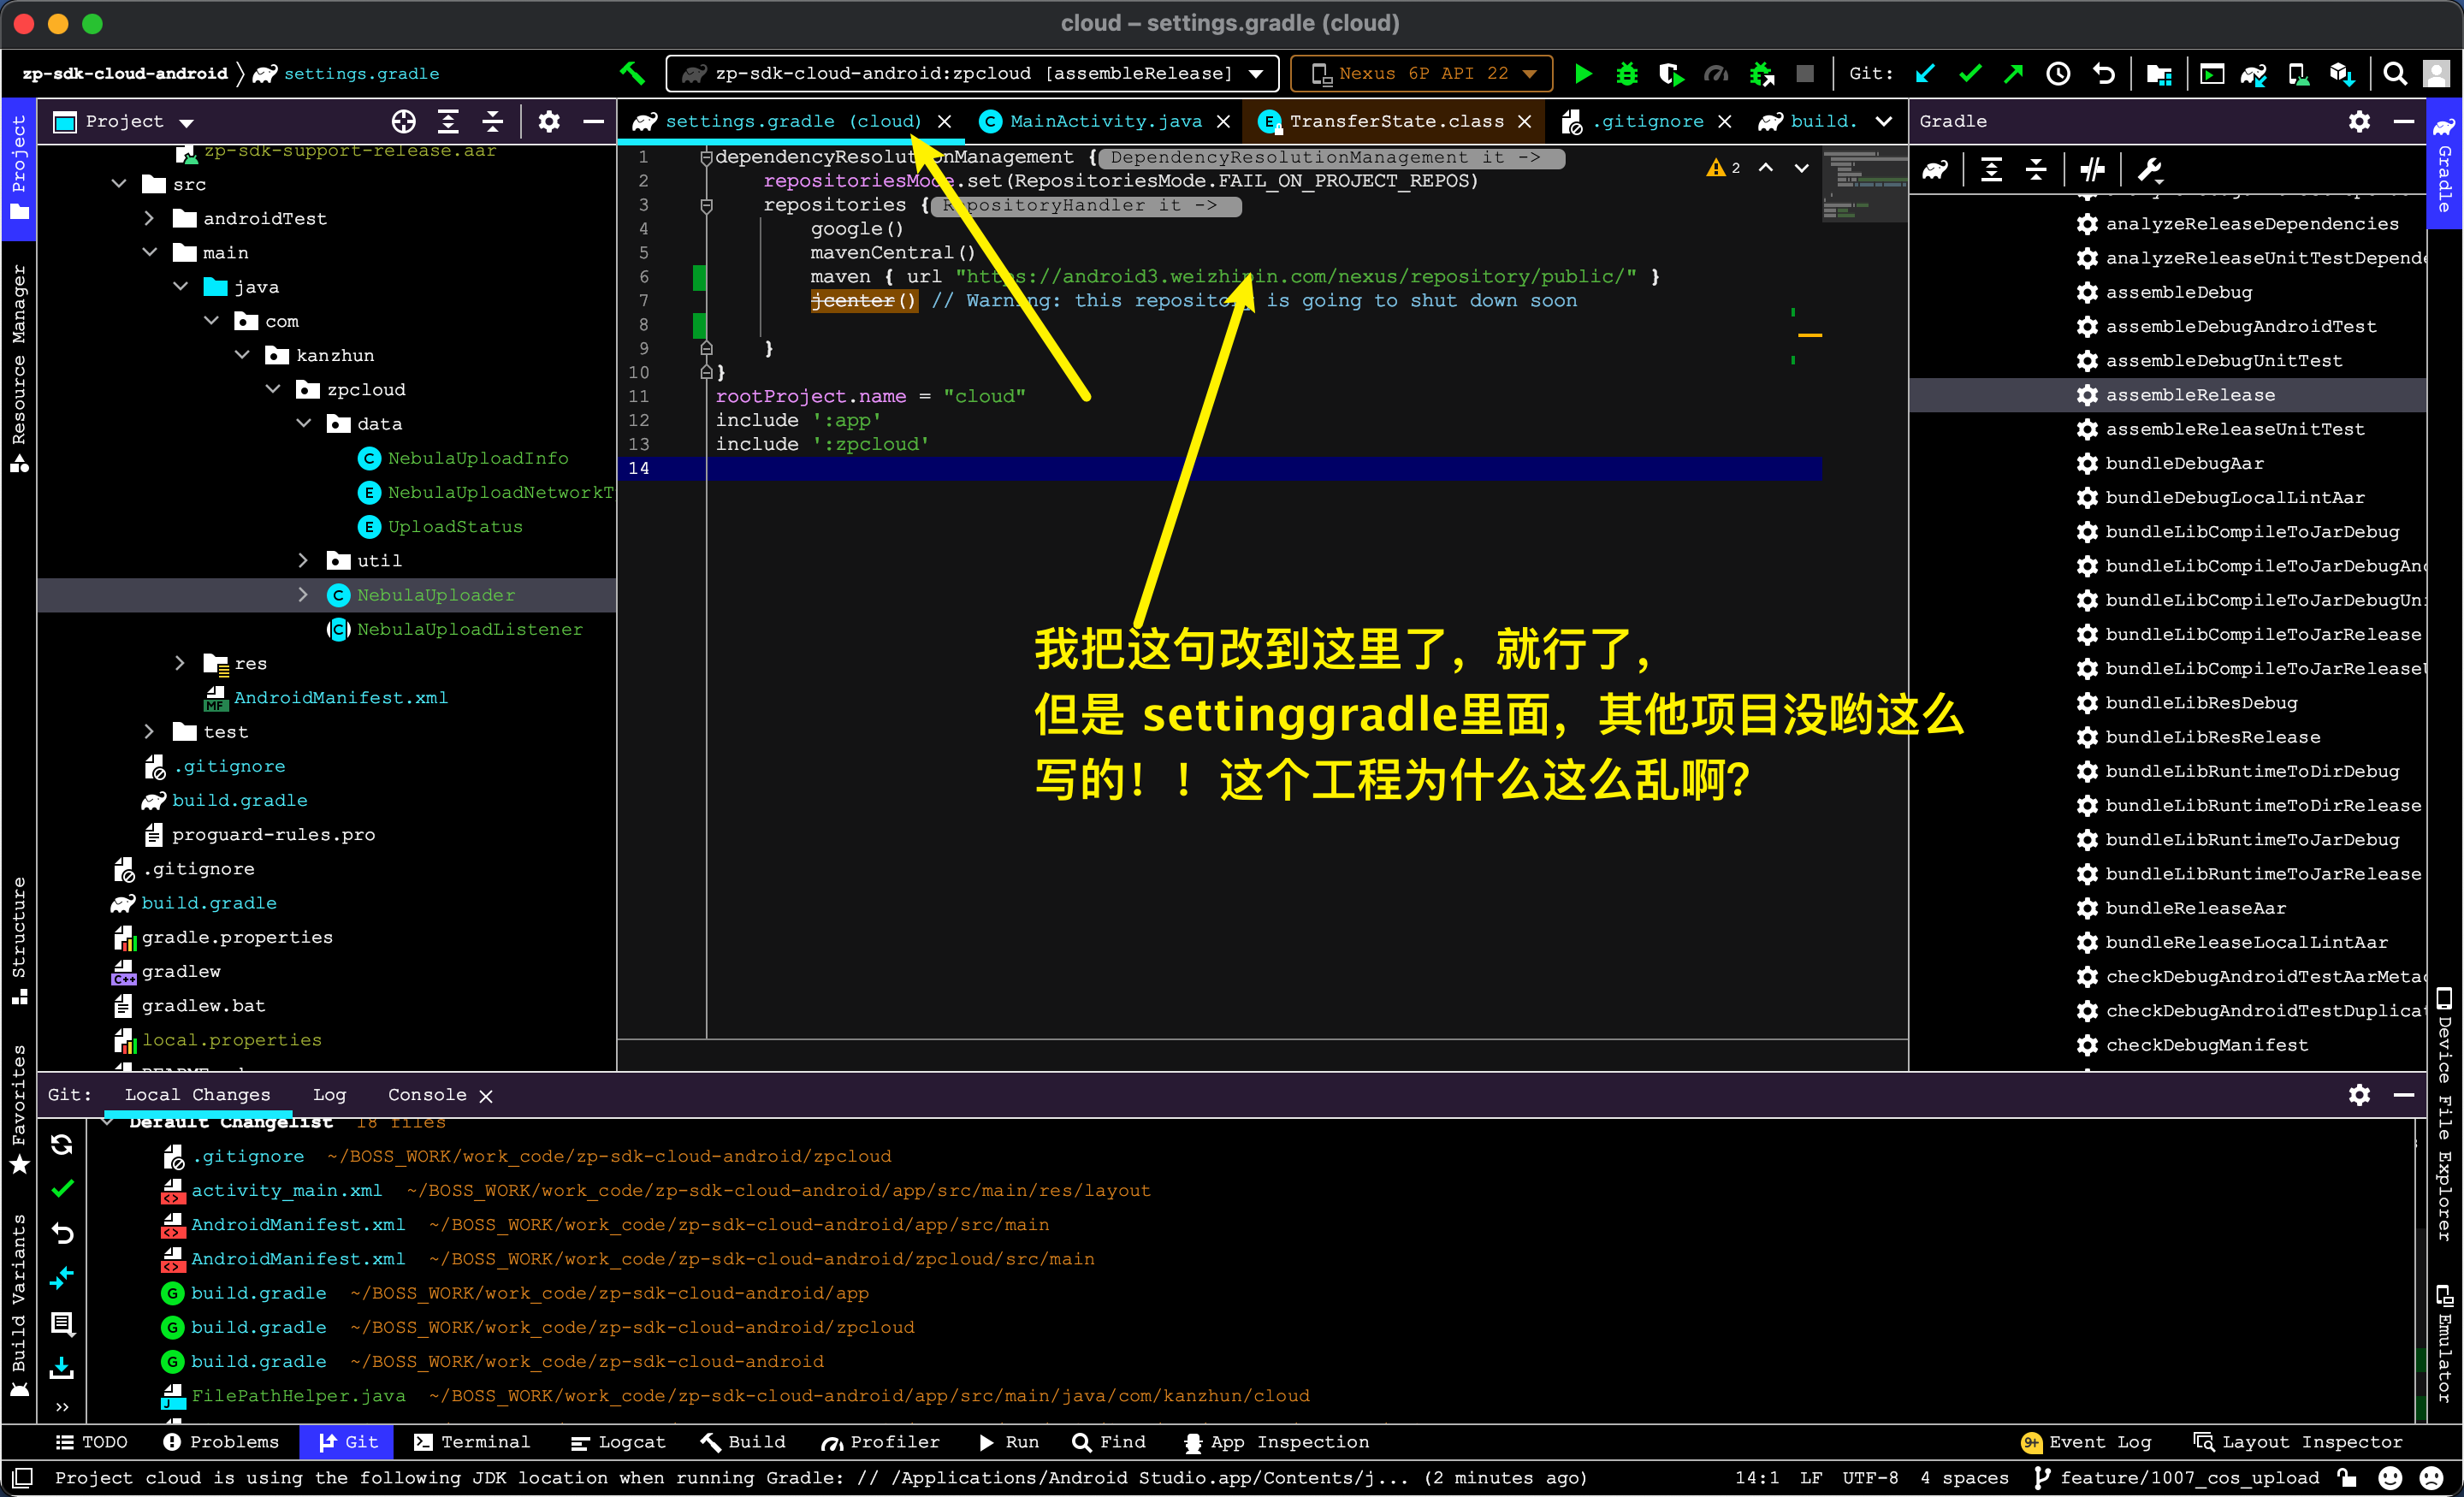 cloud – settings.gradle (cloud)
zp-sdk-cloud-android settings.gradle
zp-sdk-cloud-android:zpcloud [assembleRelease]
Nexus 6P API 22
Git:
Project
settings.gradle (cloud)
MainActivity.java
TransferState.class
.gitignore
build.
Gradle
Project
Resource Manager
Structure
Favorites
Build Variants
zp-sdk-support-release.aar
src
androidTest
main
java
com
kanzhun
zpcloud
data
NebulaUploadInfo
NebulaUploadNetworkT
UploadStatus
util
NebulaUploader
NebulaUploadListener
res
AndroidManifest.xml
test
.gitignore
build.gradle
proguard-rules.pro
.gitignore
build.gradle
gradle.properties
gradlew
gradlew.bat
local.properties
1 dependencyResolutionManagement { DependencyResolutionManagement it ->
2 repositoriesMode.set(RepositoriesMode.FAIL_ON_PROJECT_REPOS)
3 repositories { RepositoryHandler it ->
4 google()
5 mavenCentral()
6 maven { url "https://android3.weizhipin.com/nexus/repository/public/" }
7 jcenter() // Warning: this repository is going to shut down soon
8
9 }
10 }
11 rootProject.name = "cloud"
12 include ':app'
13 include ':zpcloud'
14
2
我把这句改到这里了，就行了，
但是 settinggradle里面，其他项目没哟这么
写的！！这个工程为什么这么乱啊？
analyzeReleaseDependencies
analyzeReleaseUnitTestDepende
assembleDebug
assembleDebugAndroidTest
assembleDebugUnitTest
assembleRelease
assembleReleaseUnitTest
bundleDebugAar
bundleDebugLocalLintAar
bundleLibCompileToJarDebug
bundleLibCompileToJarDebugAnd
bundleLibCompileToJarDebugUni
bundleLibCompileToJarRelease
bundleLibCompileToJarReleaseU
bundleLibResDebug
bundleLibResRelease
bundleLibRuntimeToDirDebug
bundleLibRuntimeToDirRelease
bundleLibRuntimeToJarDebug
bundleLibRuntimeToJarRelease
bundleReleaseAar
bundleReleaseLocalLintAar
checkDebugAndroidTestAarMetad
checkDebugAndroidTestDuplicat
checkDebugManifest
Gradle
Device File Explorer
Emulator
Git: Local Changes Log Console
Default Changelist 18 files
.gitignore ~/BOSS_WORK/work_code/zp-sdk-cloud-android/zpcloud
activity_main.xml ~/BOSS_WORK/work_code/zp-sdk-cloud-android/app/src/main/res/layout
AndroidManifest.xml ~/BOSS_WORK/work_code/zp-sdk-cloud-android/app/src/main
AndroidManifest.xml ~/BOSS_WORK/work_code/zp-sdk-cloud-android/zpcloud/src/main
build.gradle ~/BOSS_WORK/work_code/zp-sdk-cloud-android/app
build.gradle ~/BOSS_WORK/work_code/zp-sdk-cloud-android/zpcloud
build.gradle ~/BOSS_WORK/work_code/zp-sdk-cloud-android
FilePathHelper.java ~/BOSS_WORK/work_code/zp-sdk-cloud-android/app/src/main/java/com/kanzhun/cloud
TODO Problems Git Terminal Logcat Build Profiler Run Find App Inspection
9+ Event Log Layout Inspector
Project cloud is using the following JDK location when running Gradle: // /Applications/Android Studio.app/Contents/j... (2 minutes ago)
14:1 LF UTF-8 4 spaces feature/1007_cos_upload